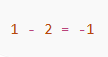 1 - 2 = -1